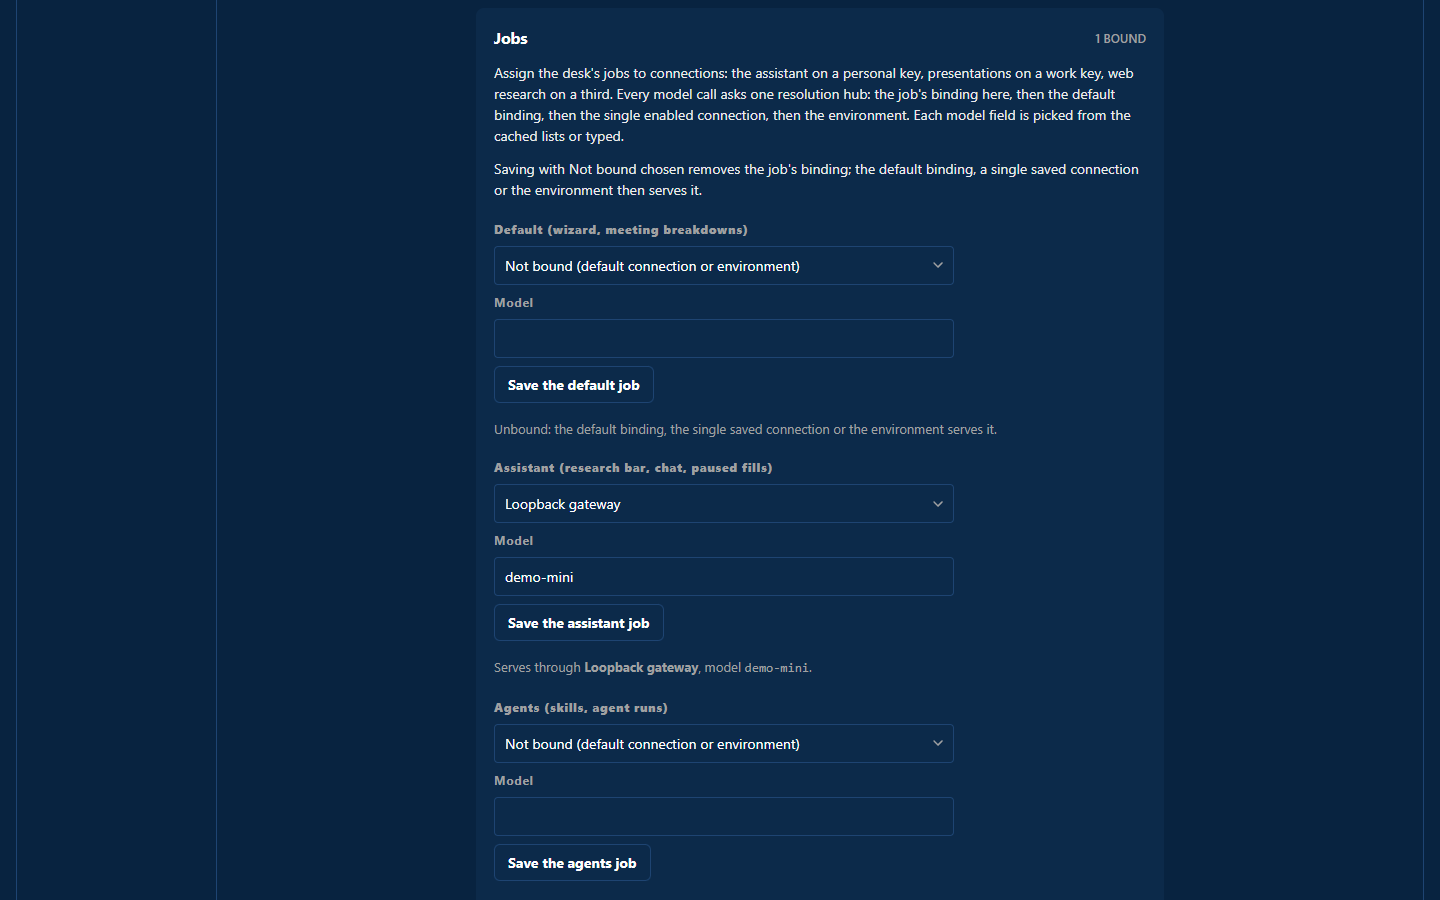 Jobs
1 BOUND
Assign the desk's jobs to connections: the assistant on a personal key, presentations on a work key, web
research on a third. Every model call asks one resolution hub: the job's binding here, then the default
binding, then the single enabled connection, then the environment. Each model field is picked from the
cached lists or typed.
Saving with Not bound chosen removes the job's binding; the default binding, a single saved connection
or the environment then serves it.
Default (wizard, meeting breakdowns)
Not bound (default connection or environment)
Model
Save the default job
Unbound: the default binding, the single saved connection or the environment serves it.
Assistant (research bar, chat, paused fills)
Loopback gateway
Model
demo-mini
Save the assistant job
Serves through Loopback gateway, model demo-mini.
Agents (skills, agent runs)
Not bound (default connection or environment)
Model
Save the agents job